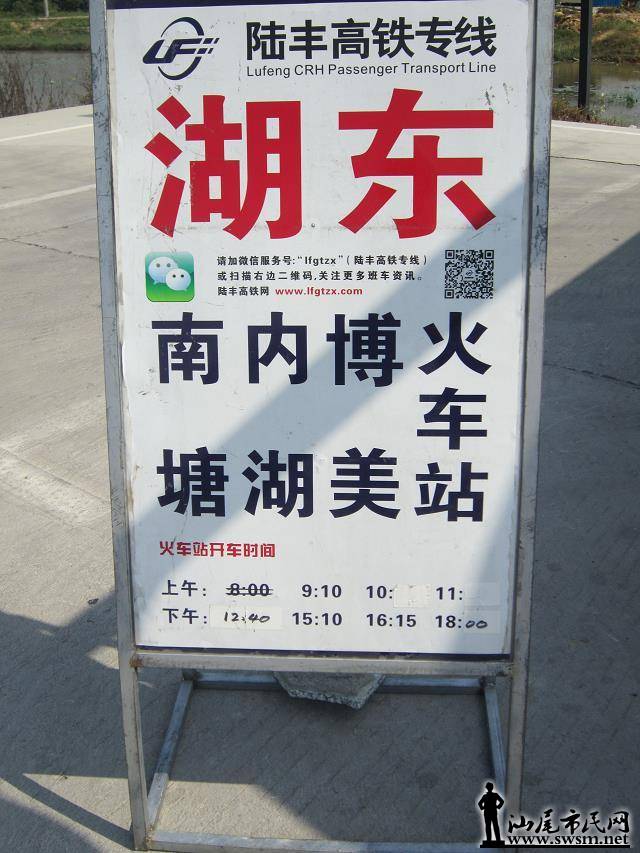 陆丰高铁专线
Lufeng CRH Passenger Transport Line
湖东
请加微信服务号:"lfgtzx"(陆丰高铁专线)
或扫描右边二维码,关注更多班车资讯。
陆丰高铁网 www.lfgtzx.com
南塘
内湖
博美
火车站
火车站开车时间
上午: 8:00 9:10 10: 11:
下午: 12:40 15:10 16:15 18:00
汕尾市民网
www.swsm.net